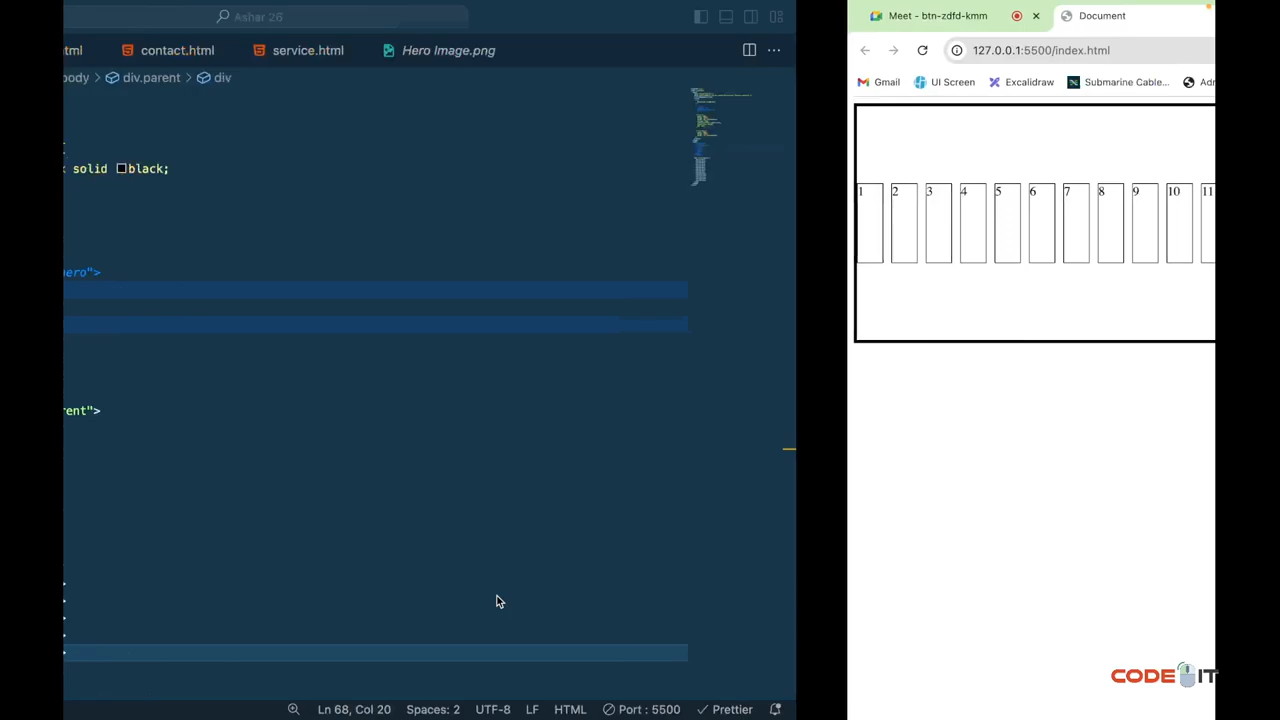 Ashar 26
html
contact.html
service.html
Hero Image.png
body > div.parent > div
solid black;
ero">
rent">
>
>
>
>
>
Ln 68, Col 20
Spaces: 2
UTF-8
LF
HTML
Port : 5500
Prettier
Meet - btn-zdfd-kmm
Document
127.0.0.1:5500/index.html
Gmail
UI Screen
Excalidraw
Submarine Cable...
1 2 3 4 5 6 7 8 9 10 11
CODE IT